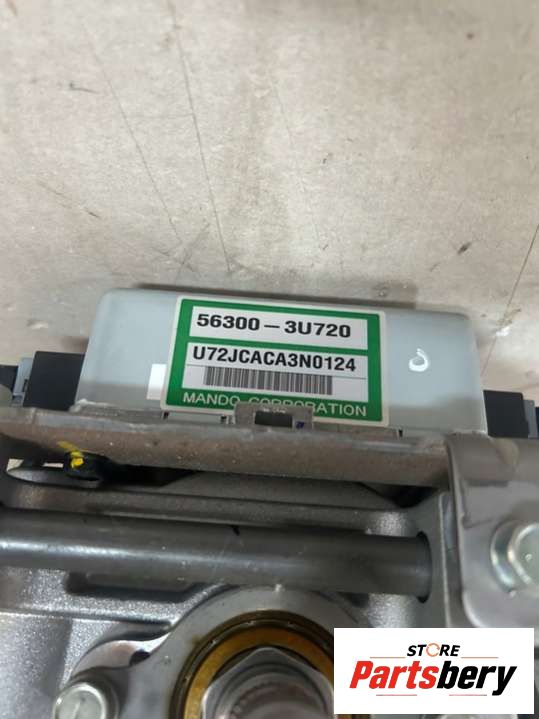 56300-3U720
U72JCACA3N0124
MANDO CORPORATION
STORE
Partsbery